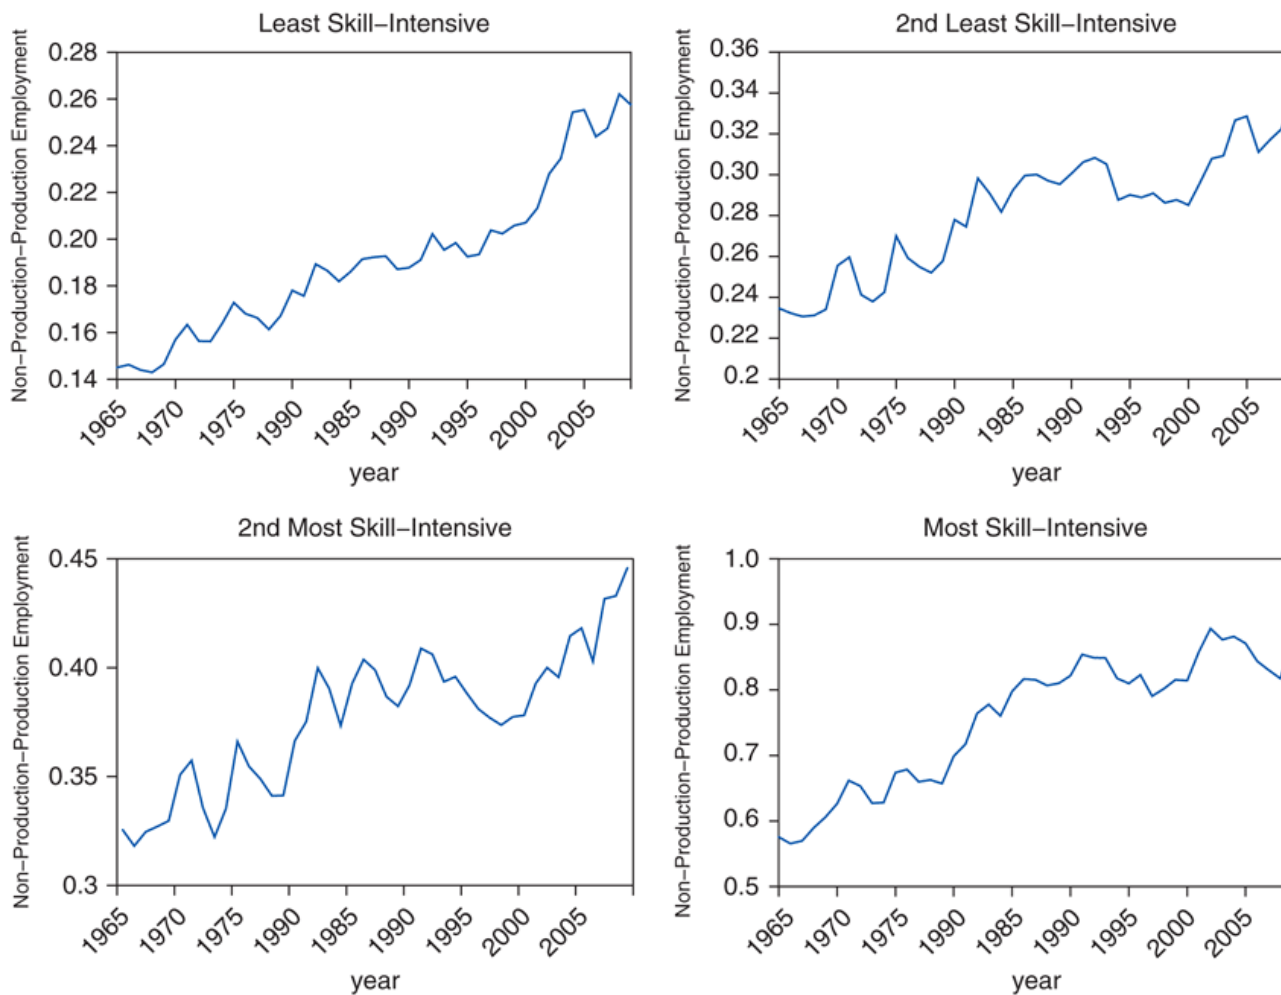 Least Skill–Intensive
Non–Production–Production Employment
0.28
0.26
0.24
0.22
0.20
0.18
0.16
0.14
1965 1970 1975 1990 1985 1990 1995 2000 2005
year
2nd Least Skill–Intensive
Non–Production–Production Employment
0.36
0.34
0.32
0.30
0.28
0.26
0.24
0.22
0.2
1965 1970 1975 1990 1985 1990 1995 2000 2005
year
2nd Most Skill–Intensive
Non–Production–Production Employment
0.45
0.40
0.35
0.3
1965 1970 1975 1990 1985 1990 1995 2000 2005
year
Most Skill–Intensive
Non–Production–Production Employment
1.0
0.9
0.8
0.7
0.6
0.5
1965 1970 1975 1990 1985 1990 1995 2000 2005
year